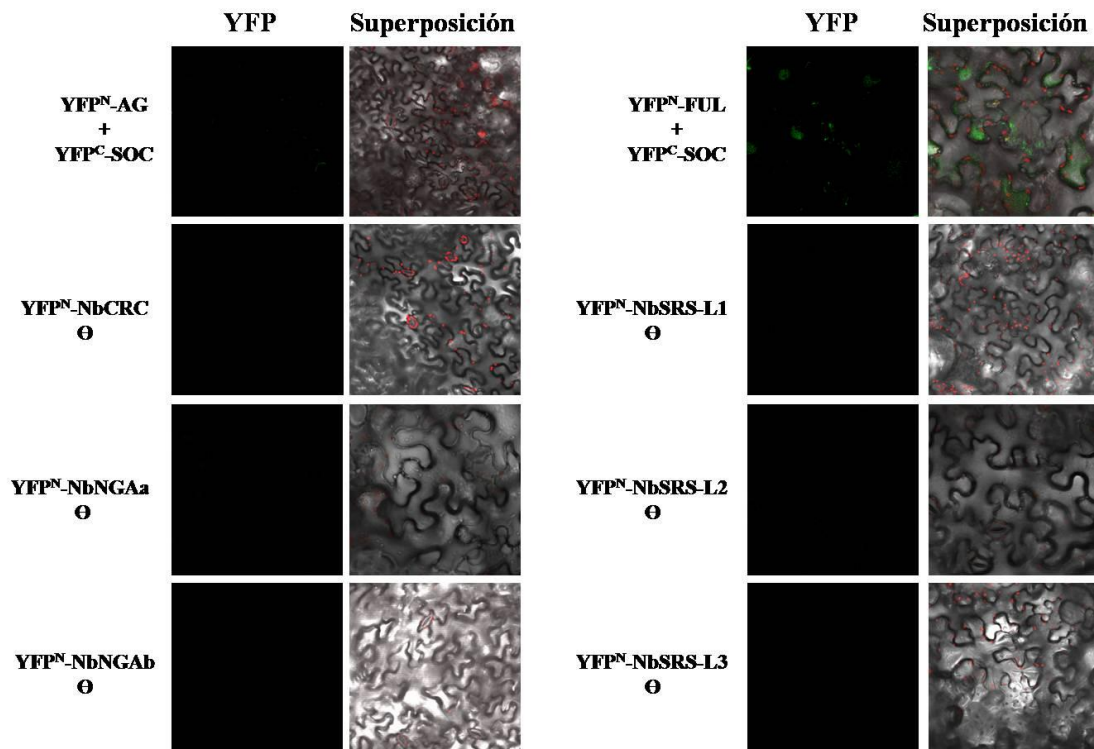 YFP Superposición
YFPᴺ-AG
+
YFPᶜ-SOC
YFPᴺ-NbCRC
Ɵ
YFPᴺ-NbNGAa
Ɵ
YFPᴺ-NbNGAb
Ɵ
YFP Superposición
YFPᴺ-FUL
+
YFPᶜ-SOC
YFPᴺ-NbSRS-L1
Ɵ
YFPᴺ-NbSRS-L2
Ɵ
YFPᴺ-NbSRS-L3
Ɵ